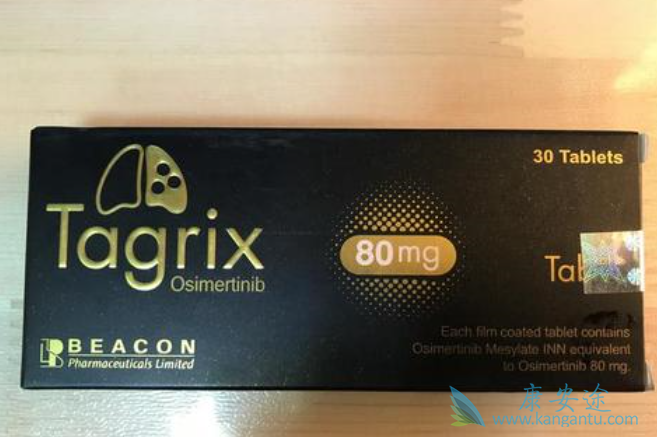 30 Tablets
Tagrix
Osimertinib
80mg
BEACON
Pharmaceuticals Limited
Each film coated tablet contains
Osimertinib Mesylate INN equivalent
to Osimertinib 80 mg.
康安途
www.kangantu.com